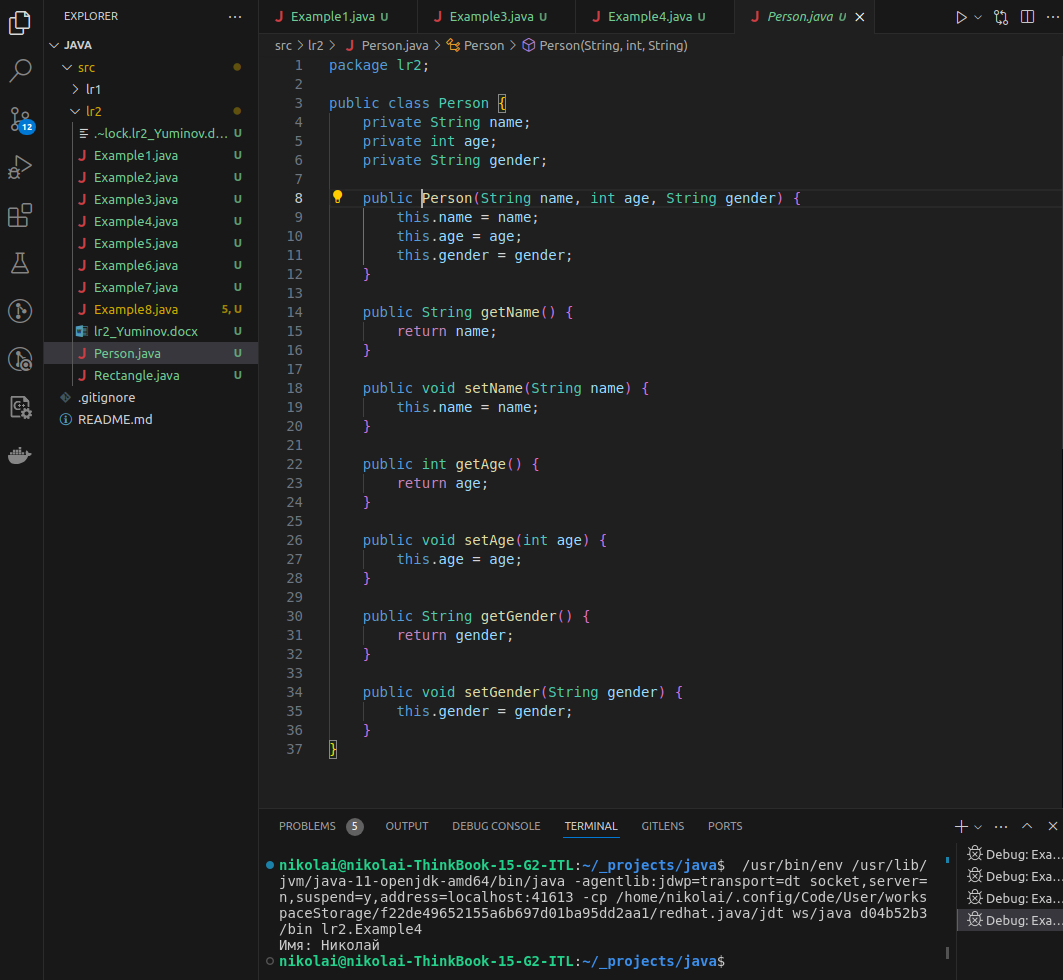 EXPLORER
JAVA
src
lr1
lr2
.~lock.lr2_Yuminov.d... U
Example1.java U
Example2.java U
Example3.java U
Example4.java U
Example5.java U
Example6.java U
Example7.java U
Example8.java 5, U
lr2_Yuminov.docx U
Person.java U
Rectangle.java U
.gitignore
README.md
12
Example1.java U
Example3.java U
Example4.java U
Person.java U
src > lr2 > Person.java > Person > Person(String, int, String)
1 package lr2;
2
3 public class Person {
4 private String name;
5 private int age;
6 private String gender;
7
8 public Person(String name, int age, String gender) {
9 this.name = name;
10 this.age = age;
11 this.gender = gender;
12 }
13
14 public String getName() {
15 return name;
16 }
17
18 public void setName(String name) {
19 this.name = name;
20 }
21
22 public int getAge() {
23 return age;
24 }
25
26 public void setAge(int age) {
27 this.age = age;
28 }
29
30 public String getGender() {
31 return gender;
32 }
33
34 public void setGender(String gender) {
35 this.gender = gender;
36 }
37 }
PROBLEMS 5 OUTPUT DEBUG CONSOLE TERMINAL GITLENS PORTS
nikolai@nikolai-ThinkBook-15-G2-ITL:~/_projects/java$  /usr/bin/env /usr/lib/
jvm/java-11-openjdk-amd64/bin/java -agentlib:jdwp=transport=dt socket,server=
n,suspend=y,address=localhost:41613 -cp /home/nikolai/.config/Code/User/works
paceStorage/f22de49652155a6b697d01ba95dd2aa1/redhat.java/jdt ws/java d04b52b3
/bin lr2.Example4
Имя: Николай
nikolai@nikolai-ThinkBook-15-G2-ITL:~/_projects/java$
Debug: Exa...
Debug: Exa...
Debug: Exa...
Debug: Exa...